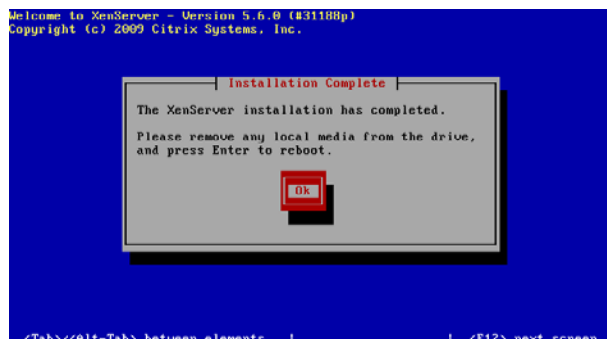 Welcome to XenServer - Version 5.6.0 (#31188p)
Copyright (c) 2009 Citrix Systems, Inc.
Installation Complete
The XenServer installation has completed.
Please remove any local media from the drive,
and press Enter to reboot.
Ok
<Tab>/<Alt-Tab> between elements | | <F12> next screen